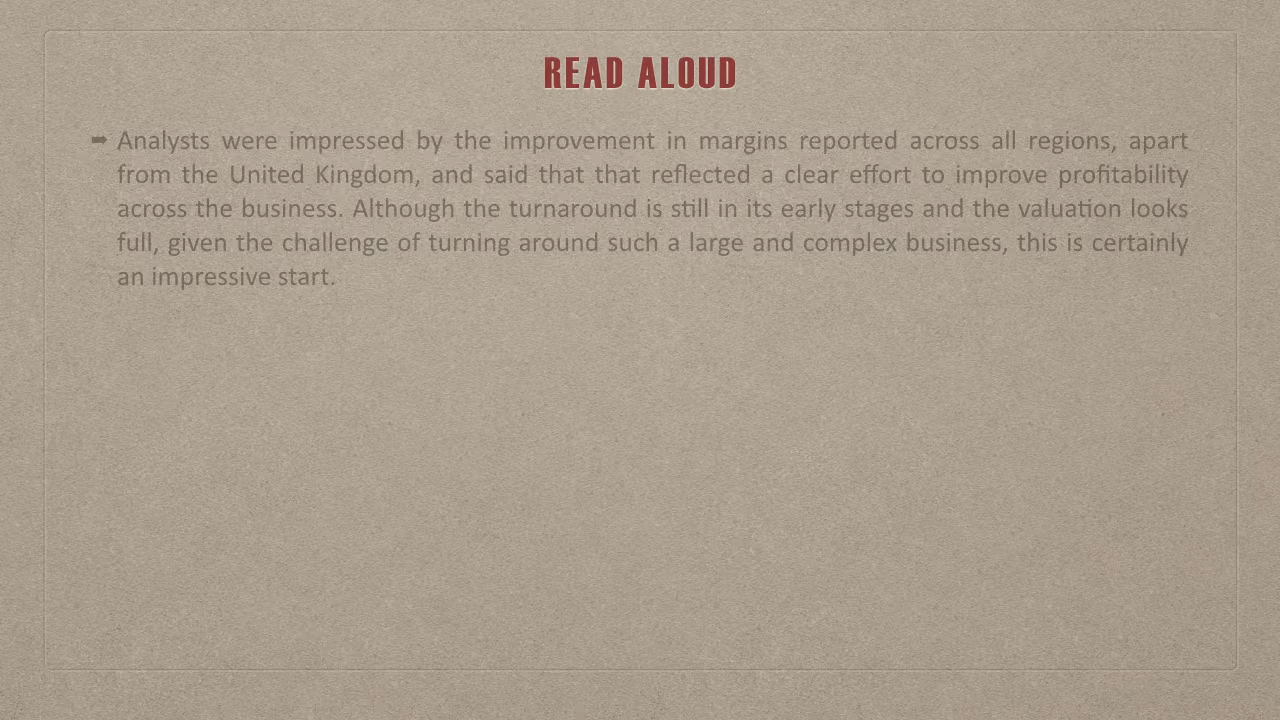 READ ALOUD
➡ Analysts were impressed by the improvement in margins reported across all regions, apart
from the United Kingdom, and said that that reflected a clear effort to improve profitability
across the business. Although the turnaround is still in its early stages and the valuation looks
full, given the challenge of turning around such a large and complex business, this is certainly
an impressive start.